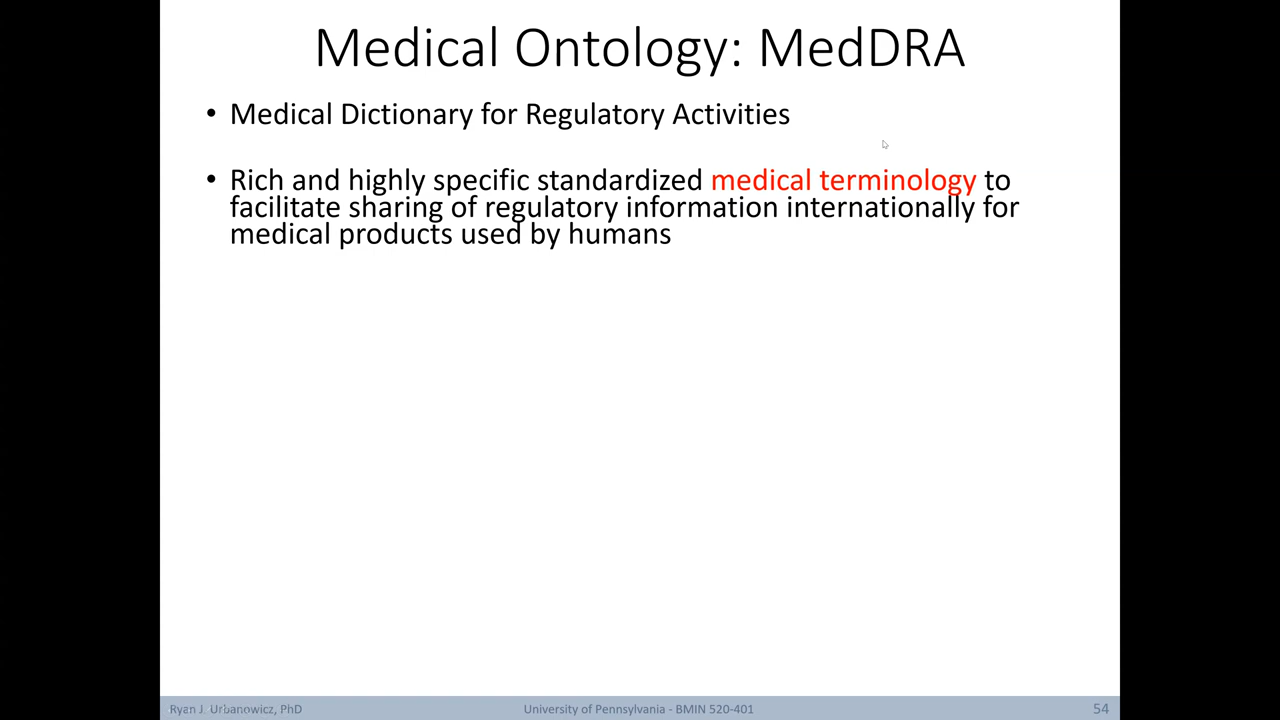 Medical Ontology: MedDRA
• Medical Dictionary for Regulatory Activities
• Rich and highly specific standardized medical terminology to
facilitate sharing of regulatory information internationally for
medical products used by humans
Ryan J. Urbanowicz, PhD
University of Pennsylvania - BMIN 520-401
54